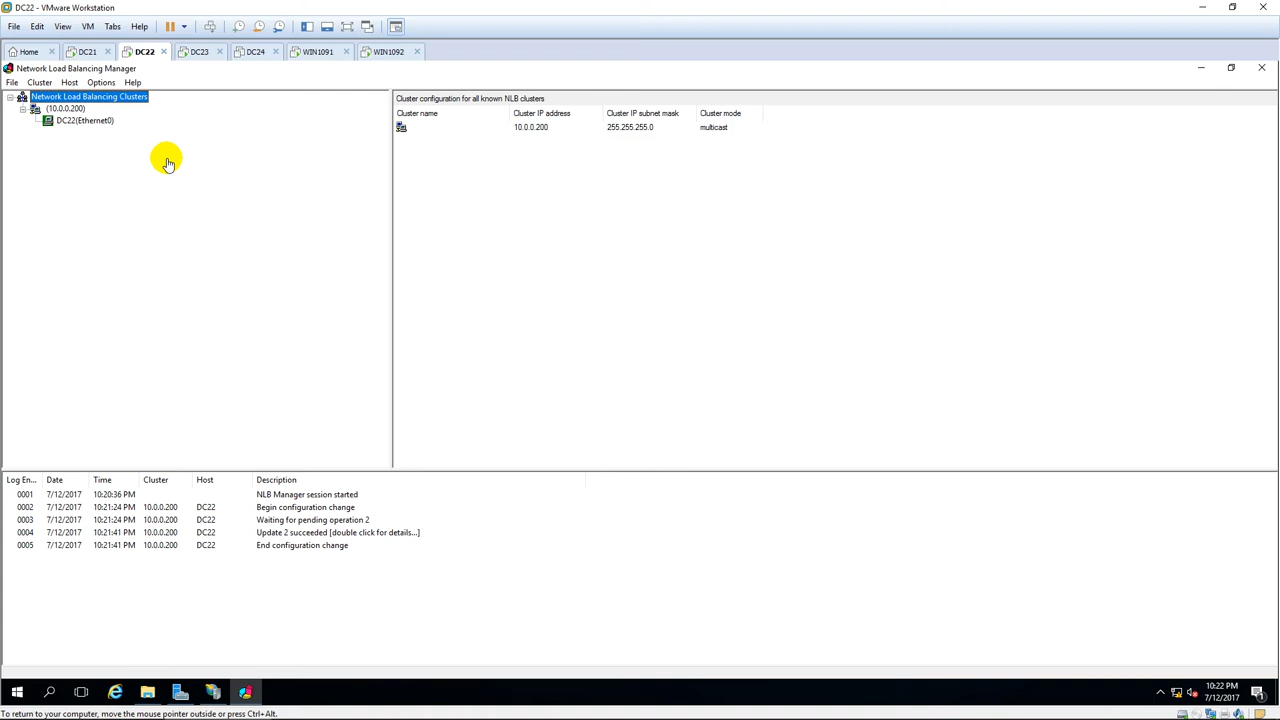 DC22 - VMware Workstation
File Edit View VM Tabs Help
Home DC21 DC22 DC23 DC24 WIN1091 WIN1092
Network Load Balancing Manager
File Cluster Host Options Help
Network Load Balancing Clusters
(10.0.0.200)
DC22(Ethernet0)
Cluster configuration for all known NLB clusters
Cluster name Cluster IP address Cluster IP subnet mask Cluster mode
10.0.0.200 255.255.255.0 multicast
Log En... Date Time Cluster Host Description
0001 7/12/2017 10:20:36 PM NLB Manager session started
0002 7/12/2017 10:21:24 PM 10.0.0.200 DC22 Begin configuration change
0003 7/12/2017 10:21:24 PM 10.0.0.200 DC22 Waiting for pending operation 2
0004 7/12/2017 10:21:41 PM 10.0.0.200 DC22 Update 2 succeeded [double click for details...]
0005 7/12/2017 10:21:41 PM 10.0.0.200 DC22 End configuration change
10:22 PM
7/12/2017
To return to your computer, move the mouse pointer outside or press Ctrl+Alt.